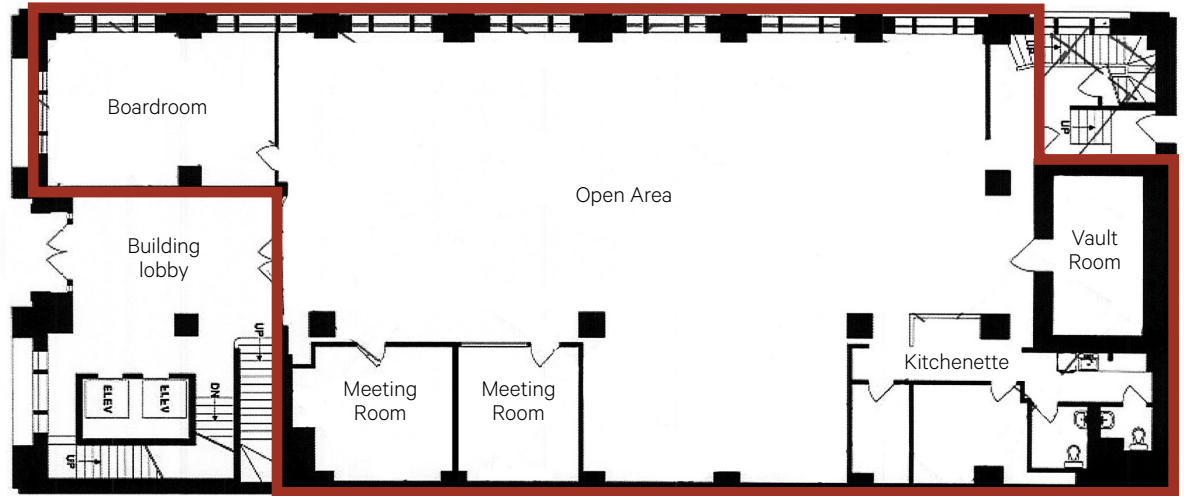 UP
Boardroom
UP
Open Area
Building
lobby
Vault
Room
UP
Kitchenette
Meeting
Room
Meeting
Room
ELEV
ELEV
DN
UP